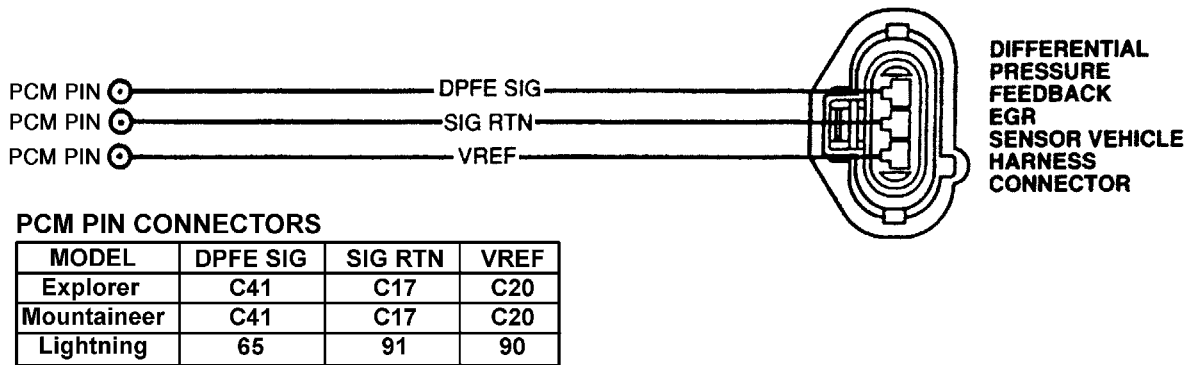 DIFFERENTIAL
PRESSURE
FEEDBACK
EGR
SENSOR VEHICLE
HARNESS
CONNECTOR
PCM PIN DPFE SIG
PCM PIN SIG RTN
PCM PIN VREF
PCM PIN CONNECTORS
MODEL DPFE SIG SIG RTN VREF
Explorer C41 C17 C20
Mountaineer C41 C17 C20
Lightning 65 91 90